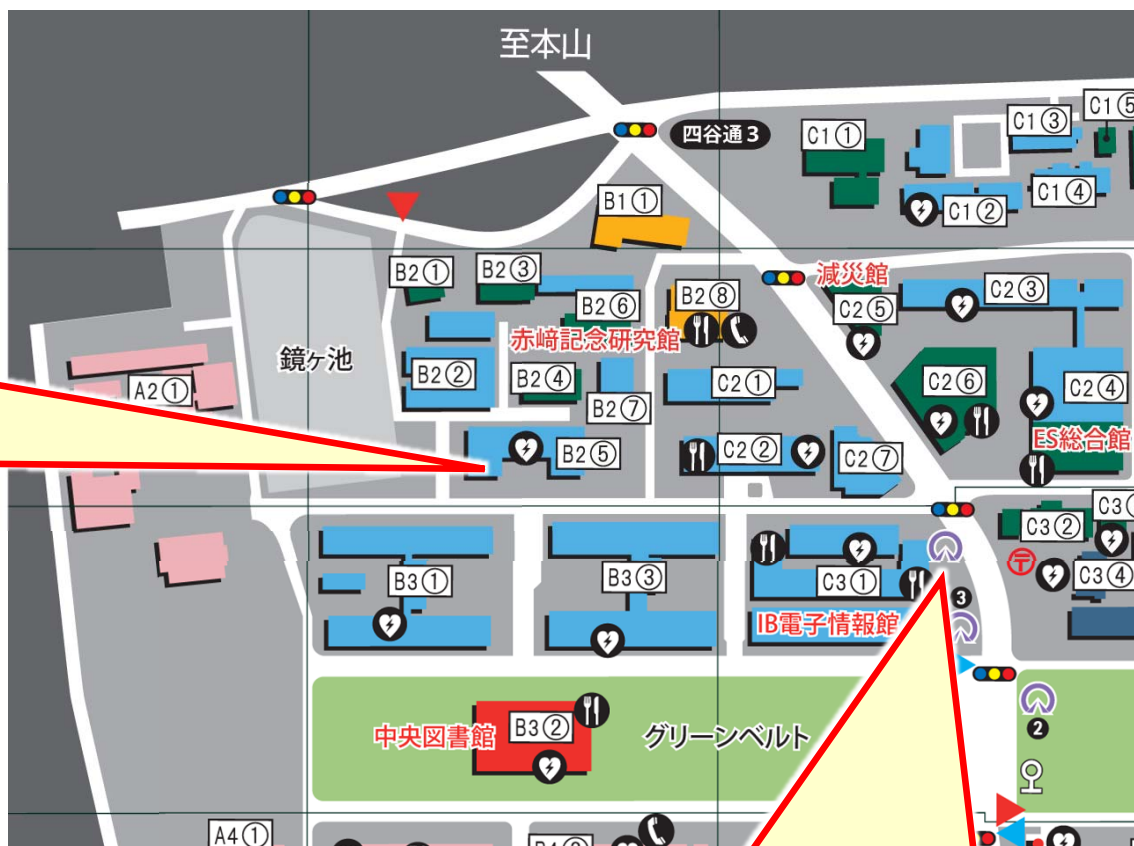 至本山
四谷通3
C1①
C1③
C1⑤
C1②
C1④
B1①
B2①
B2③
B2⑥
B2⑧
減災館
C2⑤
C2③
赤﨑記念研究館
鏡ヶ池
A2①
B2②
B2④
B2⑦
C2①
C2⑥
C2④
ES総合館
B2⑤
C2②
C2⑦
C3②
〒
C3④
B3①
B3③
C3①
3
IB電子情報館
中央図書館
B3②
グリーンベルト
2
A4①